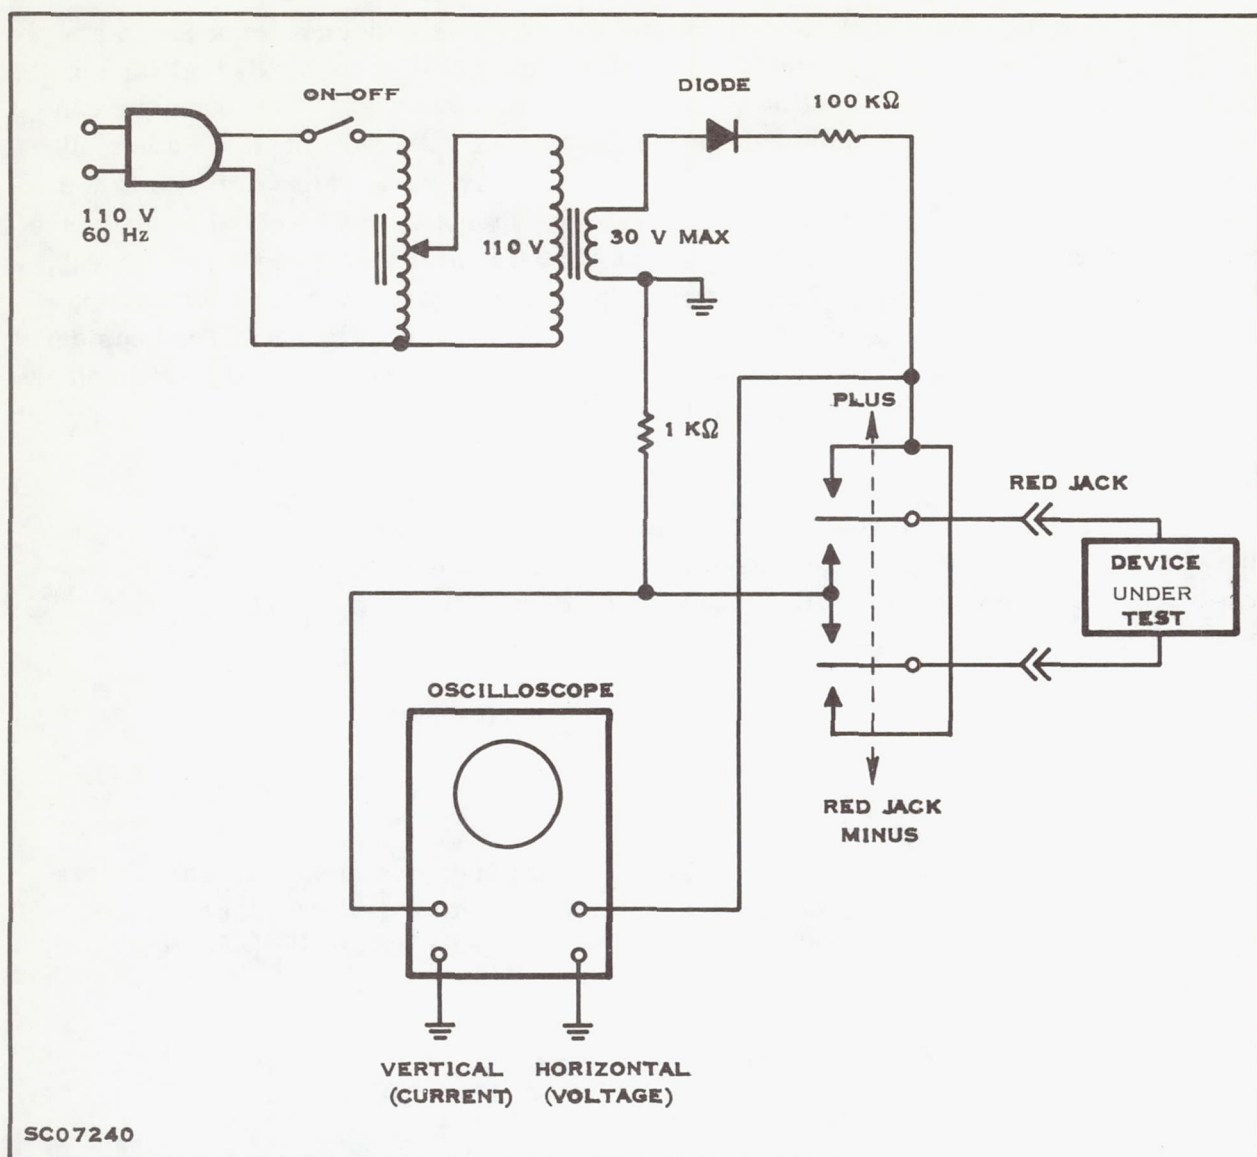 ON-OFF
DIODE
100 KΩ
110 V
60 Hz
110 V
30 V MAX
1 KΩ
PLUS
RED JACK
DEVICE
UNDER
TEST
OSCILLOSCOPE
RED JACK
MINUS
VERTICAL
(CURRENT)
HORIZONTAL
(VOLTAGE)
SC07240